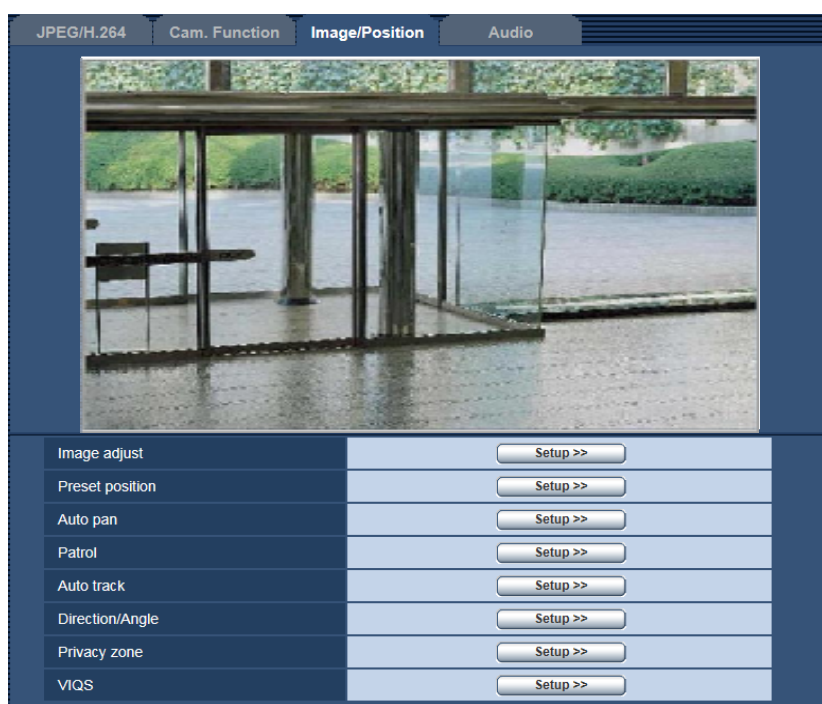 JPEG/H.264 Cam. Function Image/Position Audio
Image adjust Setup >>
Preset position Setup >>
Auto pan Setup >>
Patrol Setup >>
Auto track Setup >>
Direction/Angle Setup >>
Privacy zone Setup >>
VIQS Setup >>